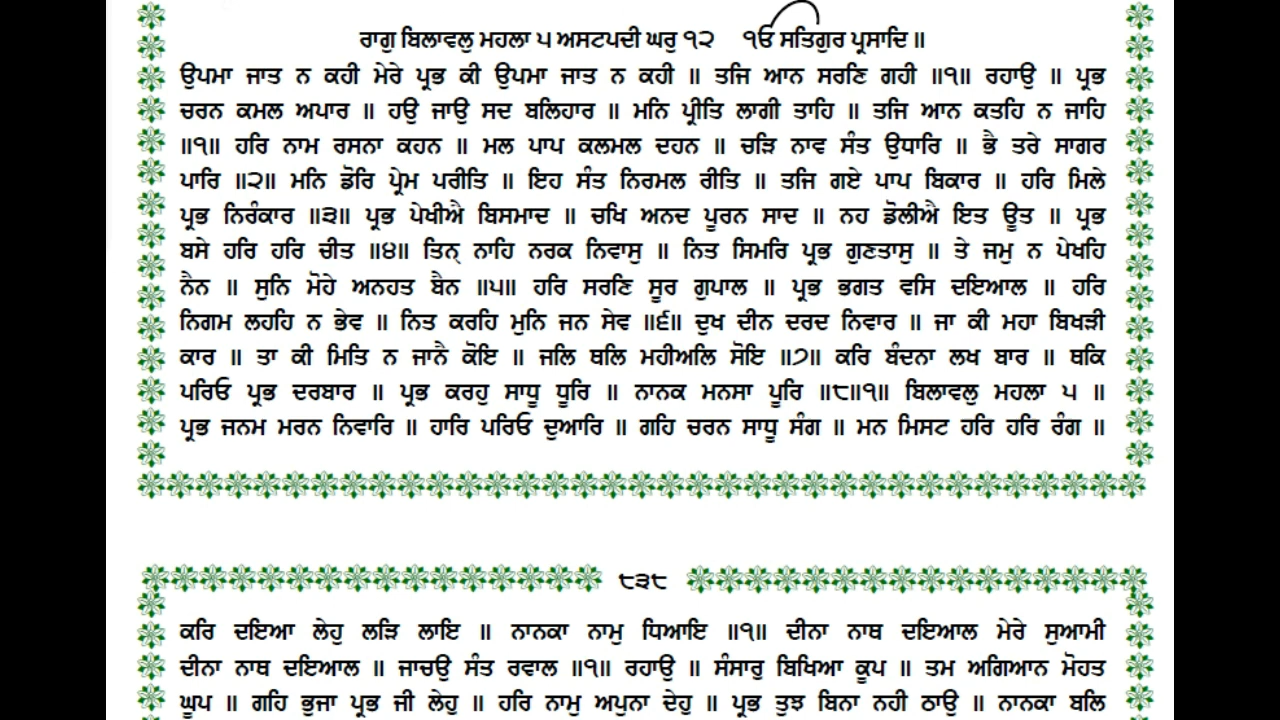 ਰਾਗੁ ਬਿਲਾਵਲੁ ਮਹਲਾ ੫ ਅਸਟਪਦੀ ਘਰੁ ੧੨ ੴ ਸਤਿਗੁਰ ਪ੍ਰਸਾਦਿ ॥
ਉਪਮਾ ਜਾਤ ਨ ਕਹੀ ਮੇਰੇ ਪ੍ਰਭ ਕੀ ਉਪਮਾ ਜਾਤ ਨ ਕਹੀ ॥ ਤਜਿ ਆਨ ਸਰਣਿ ਗਹੀ ॥੧॥ ਰਹਾਉ ॥ ਪ੍ਰਭ
ਚਰਨ ਕਮਲ ਅਪਾਰ ॥ ਹਉ ਜਾਉ ਸਦ ਬਲਿਹਾਰ ॥ ਮਨਿ ਪ੍ਰੀਤਿ ਲਾਗੀ ਤਾਹਿ ॥ ਤਜਿ ਆਨ ਕਤਹਿ ਨ ਜਾਹਿ
॥੧॥ ਹਰਿ ਨਾਮ ਰਸਨਾ ਕਹਨ ॥ ਮਲ ਪਾਪ ਕਲਮਲ ਦਹਨ ॥ ਚੜਿ ਨਾਵ ਸੰਤ ਉਧਾਰਿ ॥ ਭੈ ਤਰੇ ਸਾਗਰ
ਪਾਰਿ ॥੨॥ ਮਨਿ ਡੋਰਿ ਪ੍ਰੇਮ ਪਰੀਤਿ ॥ ਇਹ ਸੰਤ ਨਿਰਮਲ ਰੀਤਿ ॥ ਤਜਿ ਗਏ ਪਾਪ ਬਿਕਾਰ ॥ ਹਰਿ ਮਿਲੇ
ਪ੍ਰਭ ਨਿਰੰਕਾਰ ॥੩॥ ਪ੍ਰਭ ਪੇਖੀਐ ਬਿਸਮਾਦ ॥ ਚਖਿ ਅਨਦ ਪੂਰਨ ਸਾਦ ॥ ਨਹ ਡੋਲੀਐ ਇਤ ਊਤ ॥ ਪ੍ਰਭ
ਬਸੇ ਹਰਿ ਹਰਿ ਚੀਤ ॥੪॥ ਤਿਨ੍ ਨਾਹਿ ਨਰਕ ਨਿਵਾਸੁ ॥ ਨਿਤ ਸਿਮਰਿ ਪ੍ਰਭ ਗੁਣਤਾਸੁ ॥ ਤੇ ਜਮੁ ਨ ਪੇਖਹਿ
ਨੈਨ ॥ ਸੁਨਿ ਮੋਹੇ ਅਨਹਤ ਬੈਨ ॥੫॥ ਹਰਿ ਸਰਣਿ ਸੂਰ ਗੁਪਾਲ ॥ ਪ੍ਰਭ ਭਗਤ ਵਸਿ ਦਇਆਲ ॥ ਹਰਿ
ਨਿਗਮ ਲਹਹਿ ਨ ਭੇਵ ॥ ਨਿਤ ਕਰਹਿ ਮੁਨਿ ਜਨ ਸੇਵ ॥੬॥ ਦੁਖ ਦੀਨ ਦਰਦ ਨਿਵਾਰ ॥ ਜਾ ਕੀ ਮਹਾ ਬਿਖੜੀ
ਕਾਰ ॥ ਤਾ ਕੀ ਮਿਤਿ ਨ ਜਾਨੈ ਕੋਇ ॥ ਜਲਿ ਥਲਿ ਮਹੀਅਲਿ ਸੋਇ ॥੭॥ ਕਰਿ ਬੰਦਨਾ ਲਖ ਬਾਰ ॥ ਥਕਿ
ਪਰਿਓ ਪ੍ਰਭ ਦਰਬਾਰ ॥ ਪ੍ਰਭ ਕਰਹੁ ਸਾਧੂ ਧੂਰਿ ॥ ਨਾਨਕ ਮਨਸਾ ਪੂਰਿ ॥੮॥੧॥ ਬਿਲਾਵਲੁ ਮਹਲਾ ੫ ॥
ਪ੍ਰਭ ਜਨਮ ਮਰਨ ਨਿਵਾਰਿ ॥ ਹਾਰਿ ਪਰਿਓ ਦੁਆਰਿ ॥ ਗਹਿ ਚਰਨ ਸਾਧੂ ਸੰਗ ॥ ਮਨ ਮਿਸਟ ਹਰਿ ਹਰਿ ਰੰਗ ॥
੮੩੮
ਕਰਿ ਦਇਆ ਲੇਹੁ ਲੜਿ ਲਾਇ ॥ ਨਾਨਕਾ ਨਾਮੁ ਧਿਆਇ ॥੧॥ ਦੀਨਾ ਨਾਥ ਦਇਆਲ ਮੇਰੇ ਸੁਆਮੀ
ਦੀਨਾ ਨਾਥ ਦਇਆਲ ॥ ਜਾਚਉ ਸੰਤ ਰਵਾਲ ॥੧॥ ਰਹਾਉ ॥ ਸੰਸਾਰੁ ਬਿਖਿਆ ਕੂਪ ॥ ਤਮ ਅਗਿਆਨ ਮੋਹਤ
ਘੂਪ ॥ ਗਹਿ ਭੁਜਾ ਪ੍ਰਭ ਜੀ ਲੇਹੁ ॥ ਹਰਿ ਨਾਮੁ ਅਪੁਨਾ ਦੇਹੁ ॥ ਪ੍ਰਭ ਤੁਝ ਬਿਨਾ ਨਹੀ ਠਾਉ ॥ ਨਾਨਕਾ ਬਲਿ